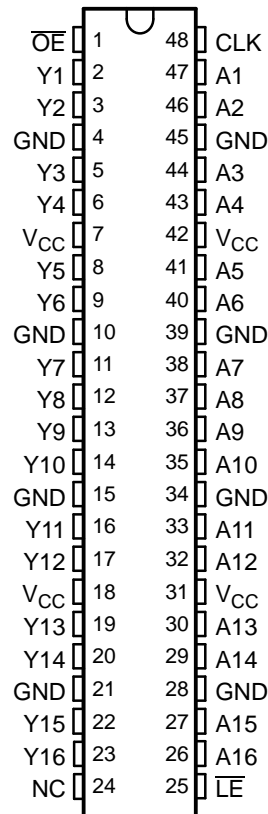 O̅E̅ 1 48 CLK
Y1 2 47 A1
Y2 3 46 A2
GND 4 45 GND
Y3 5 44 A3
Y4 6 43 A4
VCC 7 42 VCC
Y5 8 41 A5
Y6 9 40 A6
GND 10 39 GND
Y7 11 38 A7
Y8 12 37 A8
Y9 13 36 A9
Y10 14 35 A10
GND 15 34 GND
Y11 16 33 A11
Y12 17 32 A12
VCC 18 31 VCC
Y13 19 30 A13
Y14 20 29 A14
GND 21 28 GND
Y15 22 27 A15
Y16 23 26 A16
NC 24 25 L̅E̅